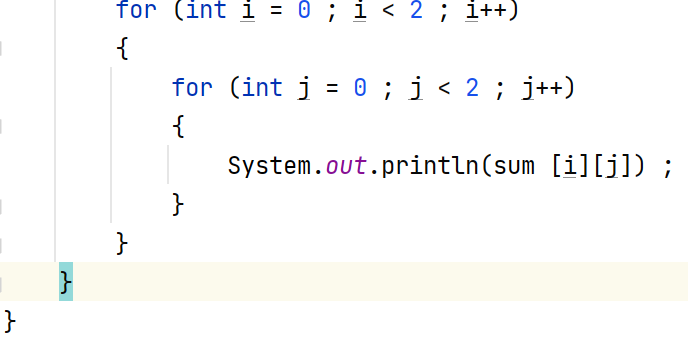 for (int i = 0 ; i < 2 ; i++)
{
for (int j = 0 ; j < 2 ; j++)
{
System.out.println(sum [i][j]) ;
}
}
}
}